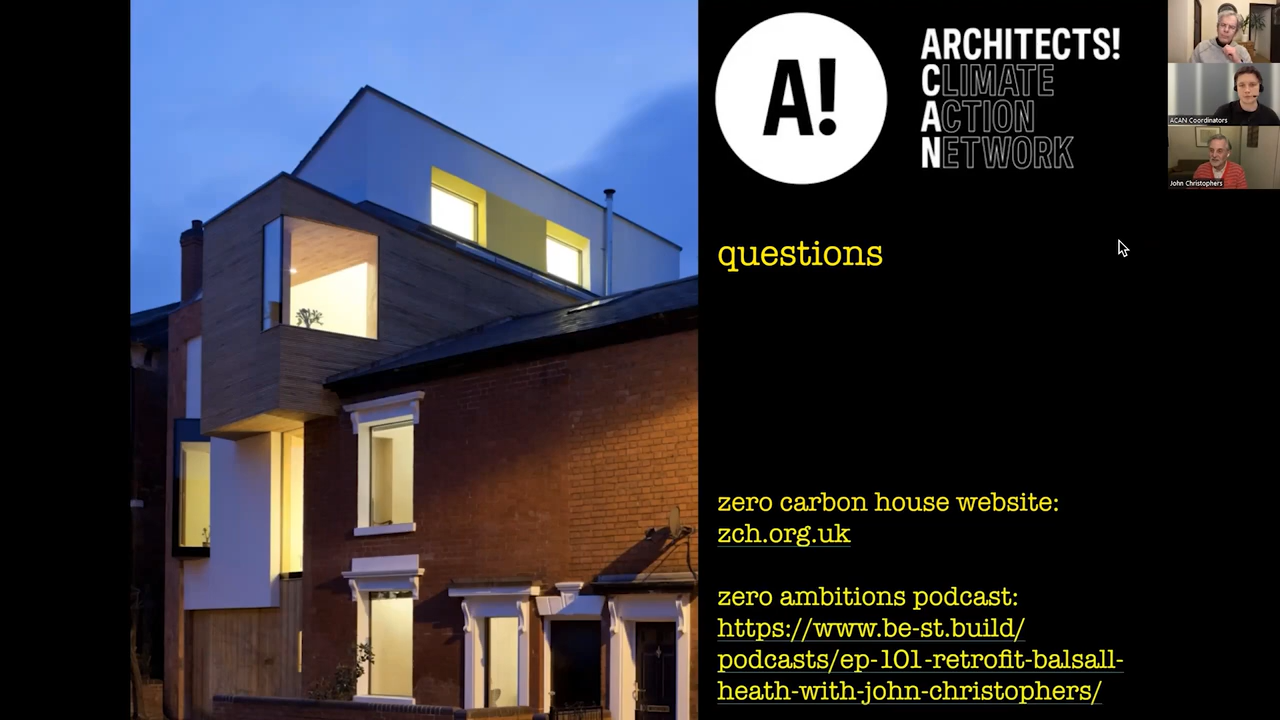 A!
ARCHITECTS!
CLIMATE
ACTION
NETWORK
ACAN Coordinators
John Christophers
questions
zero carbon house website:
zch.org.uk
zero ambitions podcast:
https://www.be-st.build/
podcasts/ep-101-retrofit-balsall-
heath-with-john-christophers/